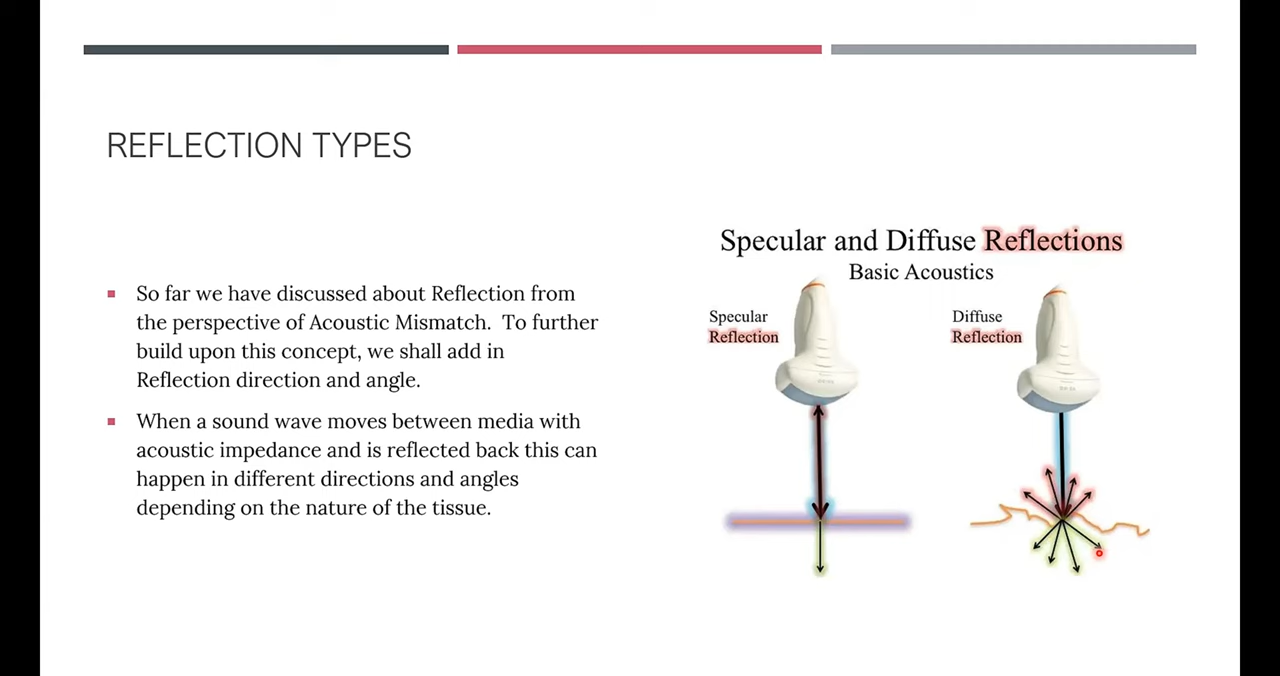 REFLECTION TYPES
So far we have discussed about Reflection from
the perspective of Acoustic Mismatch. To further
build upon this concept, we shall add in
Reflection direction and angle.
When a sound wave moves between media with
acoustic impedance and is reflected back this can
happen in different directions and angles
depending on the nature of the tissue.
Specular and Diffuse Reflections
Basic Acoustics
Specular
Reflection
Diffuse
Reflection